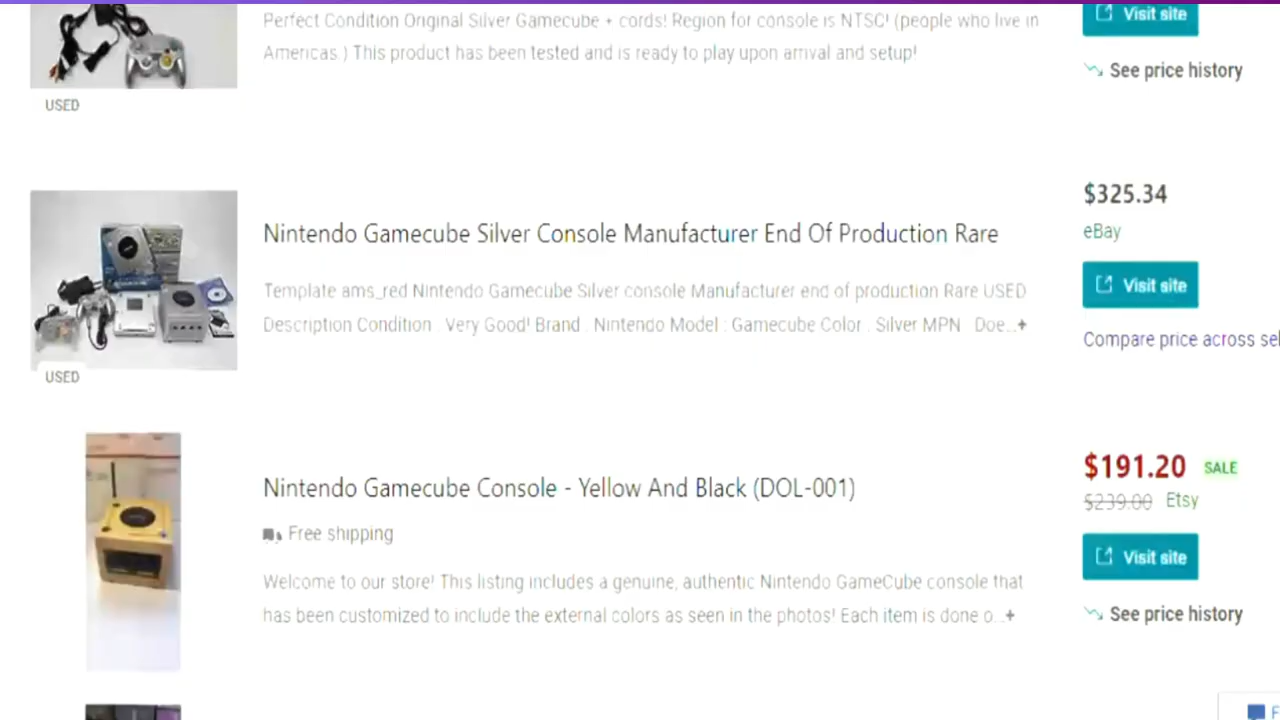 Perfect Condition Original Silver Gamecube + cords! Region for console is NTSC! (people who live in
Americas.) This product has been tested and is ready to play upon arrival and setup!
Visit site
See price history
USED
$325.34
Nintendo Gamecube Silver Console Manufacturer End Of Production Rare
eBay
Template ams_red Nintendo Gamecube Silver console Manufacturer end of production Rare USED
Visit site
Description Condition : Very Good! Brand : Nintendo Model : Gamecube Color : Silver MPN : Doe...+
Compare price across
USED
$191.20 SALE
Nintendo Gamecube Console - Yellow And Black (DOL-001)
$239.00 Etsy
Free shipping
Visit site
Welcome to our store! This listing includes a genuine, authentic Nintendo GameCube console that
has been customized to include the external colors as seen in the photos! Each item is done o...+
See price history